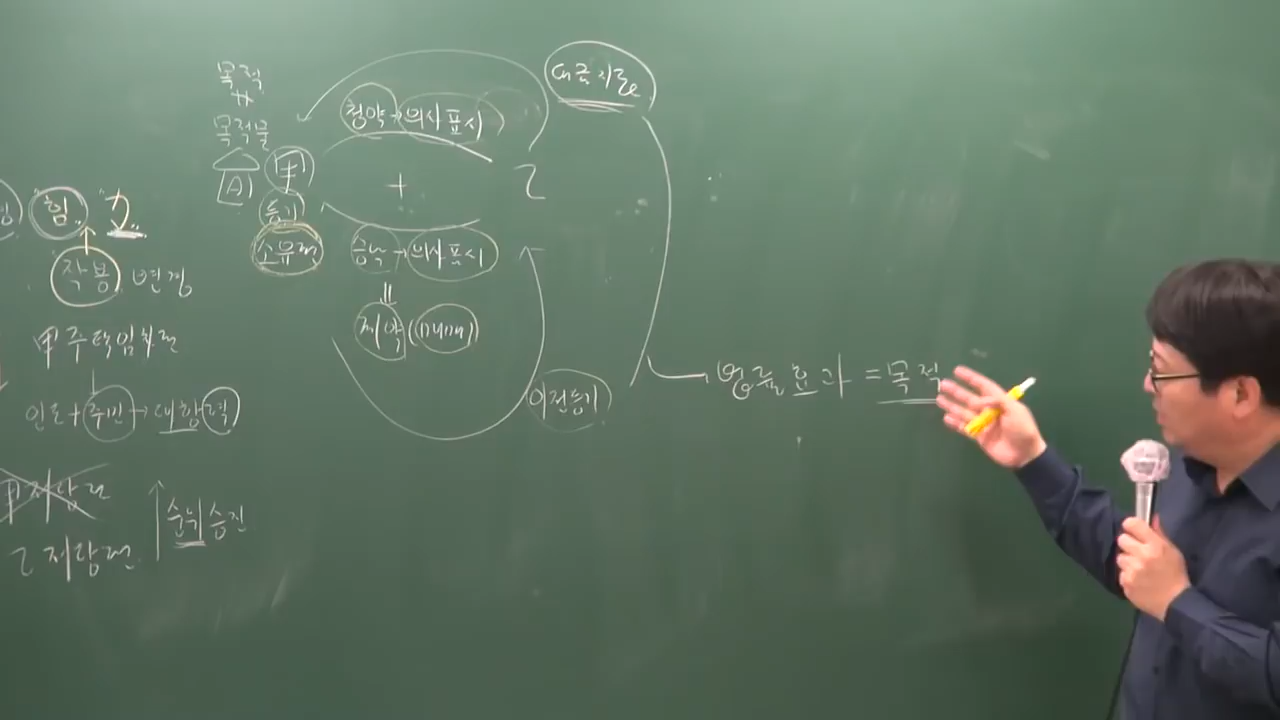 힘 력
작용 변경
甲 주택임차권
인도 + 주민 → 대항력
甲 저당권
乙 저당권 순위승진
목적
목적물
A 甲
등기
소유권
청약 → 의사표시
+ 乙
승낙 → 의사표시
계약 (매매)
대금지급
이전등기
법률효과 = 목적